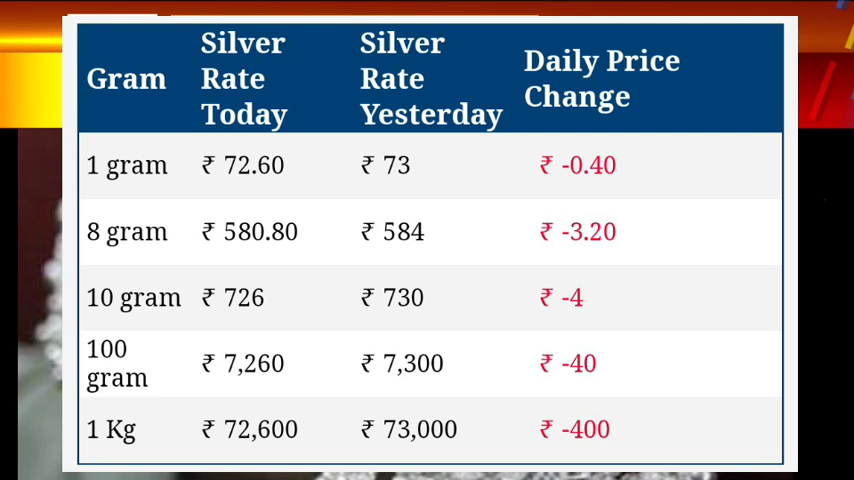 Gram
Silver Rate Today
Silver Rate Yesterday
Daily Price Change
1 gram ₹ 72.60 ₹ 73 ₹ -0.40
8 gram ₹ 580.80 ₹ 584 ₹ -3.20
10 gram ₹ 726 ₹ 730 ₹ -4
100 gram ₹ 7,260 ₹ 7,300 ₹ -40
1 Kg ₹ 72,600 ₹ 73,000 ₹ -400